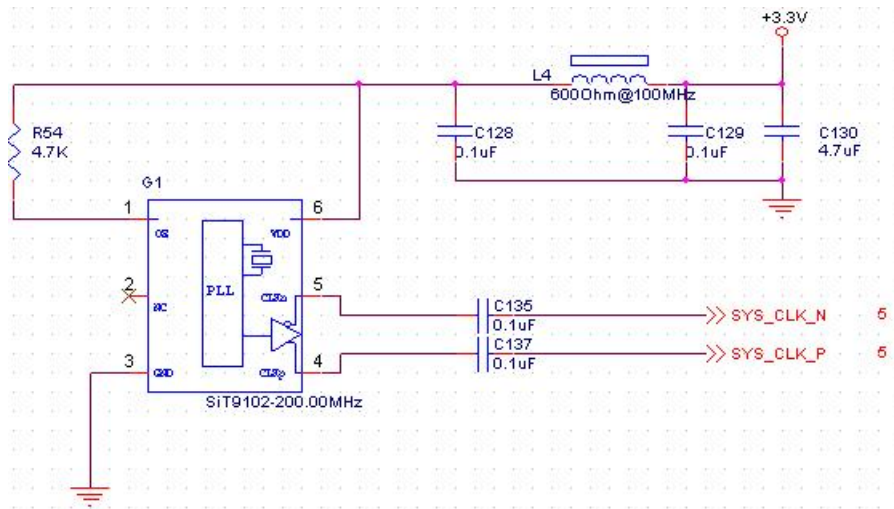 +3.3V
L4
600Ohm@100MHz
R54
4.7K
C128
0.1uF
C129
0.1uF
C130
4.7uF
G1
1
6
OE
VDD
2
5
NC
PLL
CLKn
3
4
GND
CLKp
SiT9102-200.00MHz
C135
0.1uF
SYS_CLK_N 5
C137
0.1uF
SYS_CLK_P 5